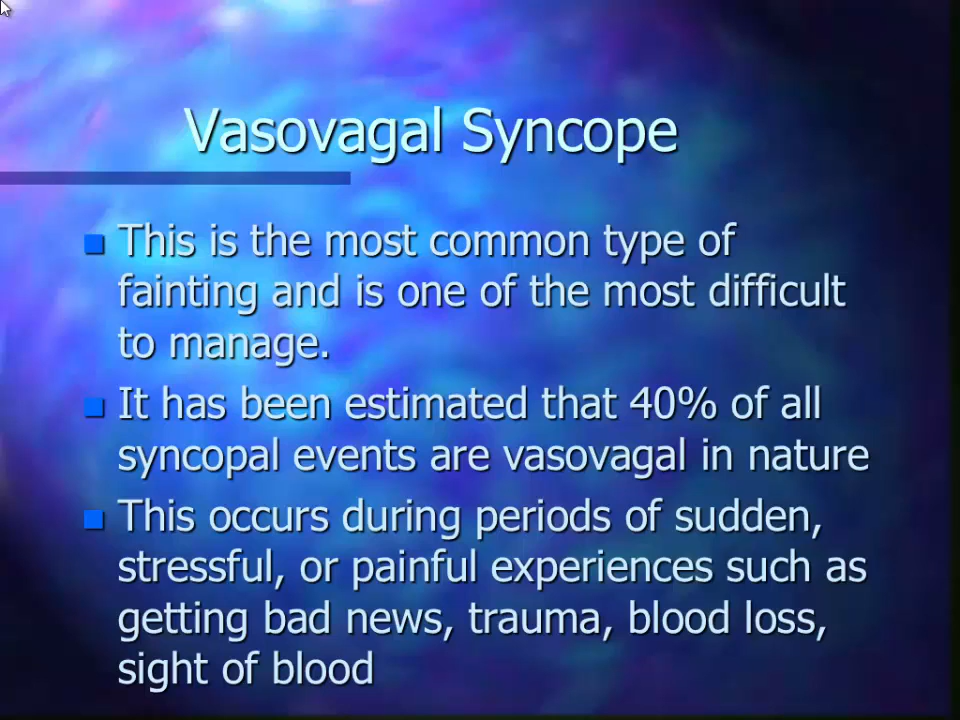 Vasovagal Syncope
This is the most common type of
fainting and is one of the most difficult
to manage.
It has been estimated that 40% of all
syncopal events are vasovagal in nature
This occurs during periods of sudden,
stressful, or painful experiences such as
getting bad news, trauma, blood loss,
sight of blood